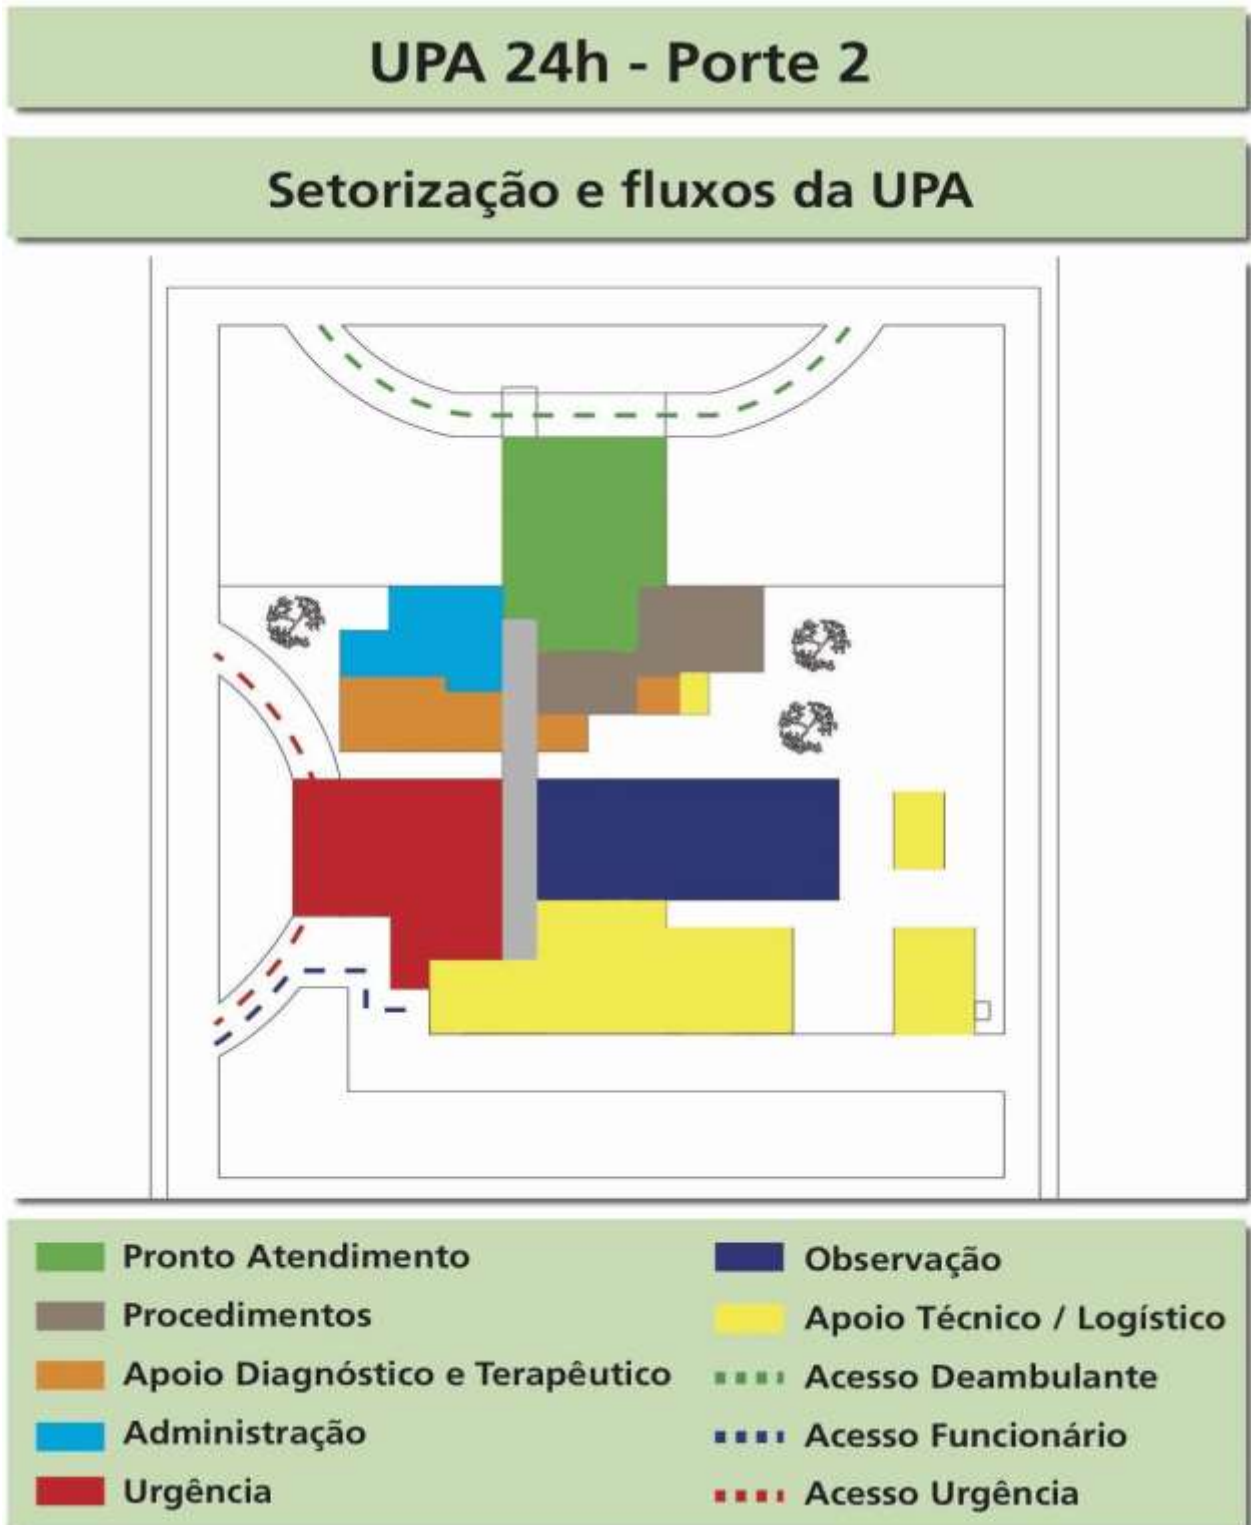 UPA 24h - Porte 2
Setorização e fluxos da UPA
Pronto Atendimento
Procedimentos
Apoio Diagnóstico e Terapêutico
Administração
Urgência
Observação
Apoio Técnico / Logístico
Acesso Deambulante
Acesso Funcionário
Acesso Urgência